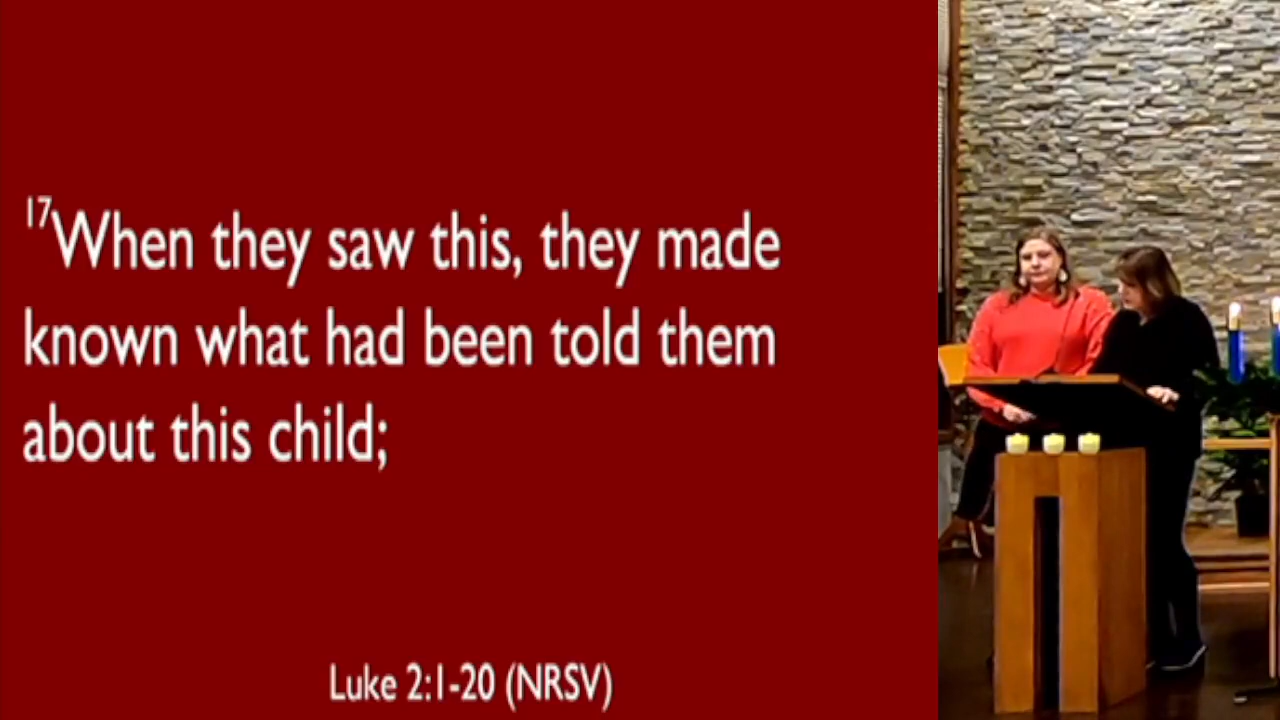 17When they saw this, they made
known what had been told them
about this child;
Luke 2:1-20 (NRSV)